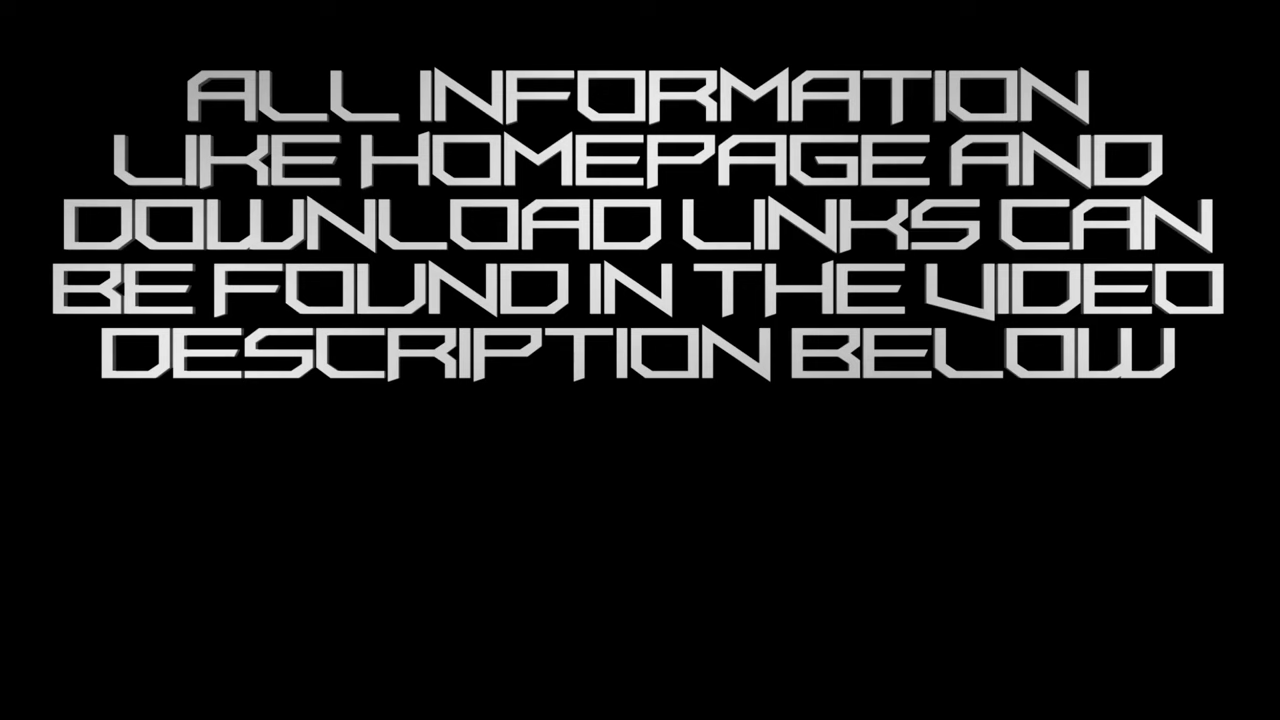 ALL INFORMATION
LIKE HOMEPAGE AND
DOWNLOAD LINKS CAN
BE FOUND IN THE VIDEO
DESCRIPTION BELOW